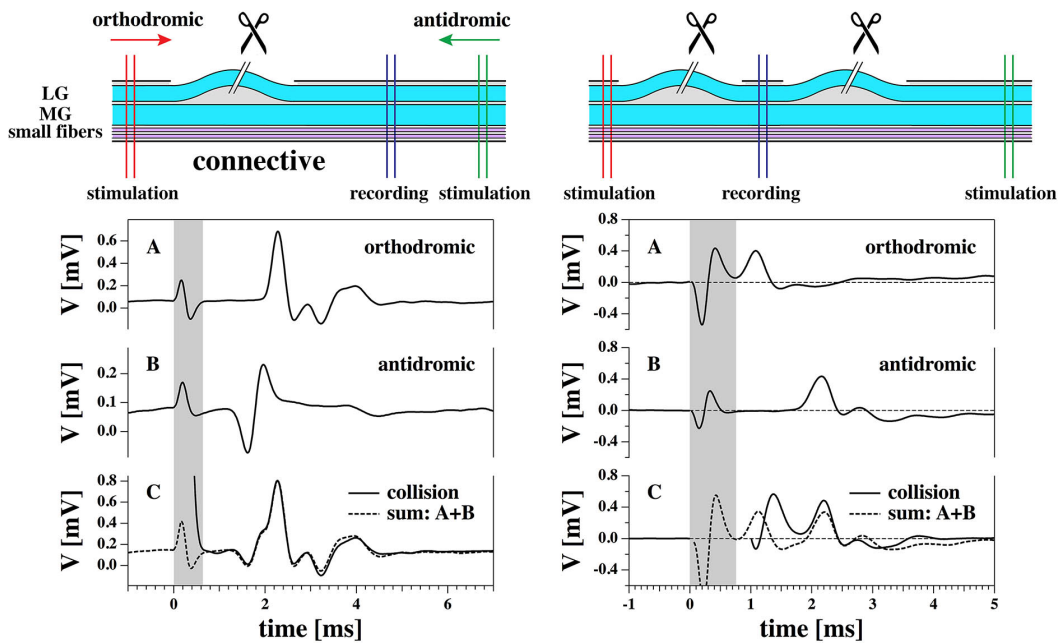 orthodromic
antidromic
LG
MG
small fibers
connective
stimulation
recording
stimulation
stimulation
recording
stimulation
A
orthodromic
V [mV]
0.6
0.2
0.0
B
antidromic
V [mV]
0.2
0.1
0.0
C
collision
sum: A+B
V [mV]
0.8
0.6
0.4
0.2
0.0
0 2 4 6
time [ms]
A
orthodromic
V [mV]
0.8
0.4
0.0
-0.4
B
antidromic
V [mV]
0.8
0.4
0.0
-0.4
C
collision
sum: A+B
V [mV]
0.8
0.4
0.0
-0.4
-1 0 1 2 3 4 5
time [ms]